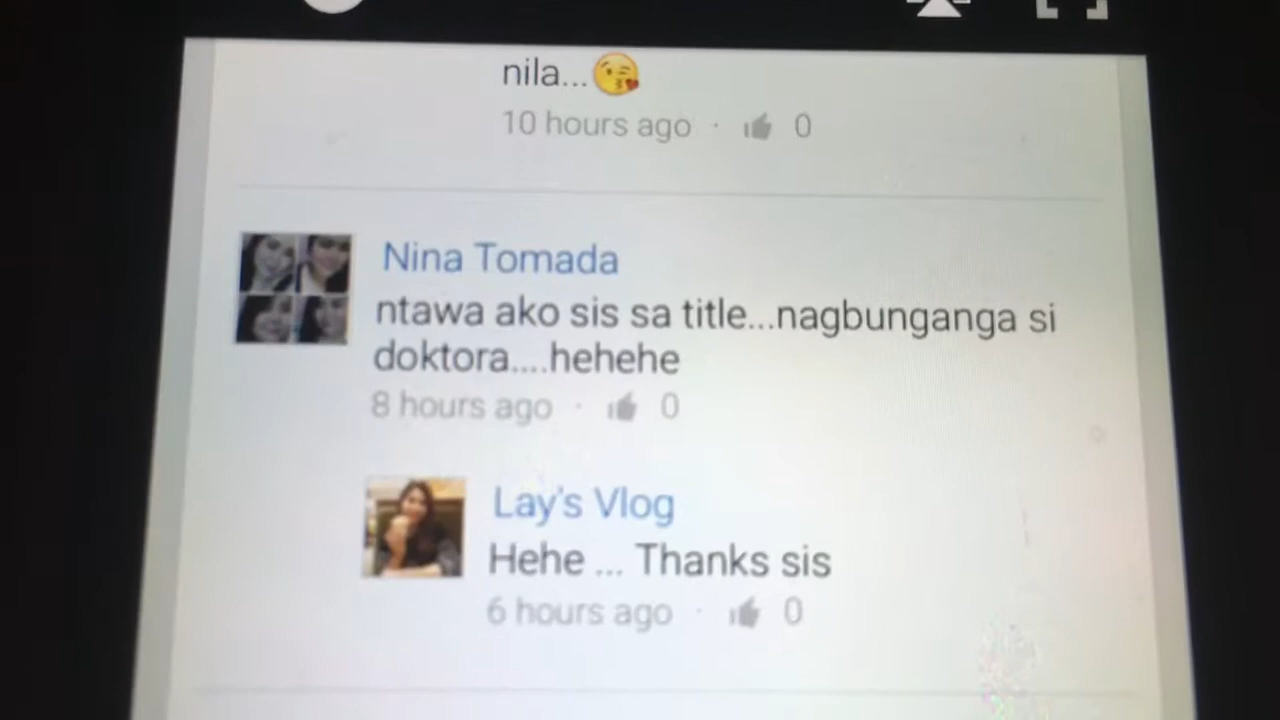 nila...😘
10 hours ago · 0
Nina Tomada
ntawa ako sis sa title...nagbunganga si
doktora....hehehe
8 hours ago · 0
Lay's Vlog
Hehe ... Thanks sis
6 hours ago · 0